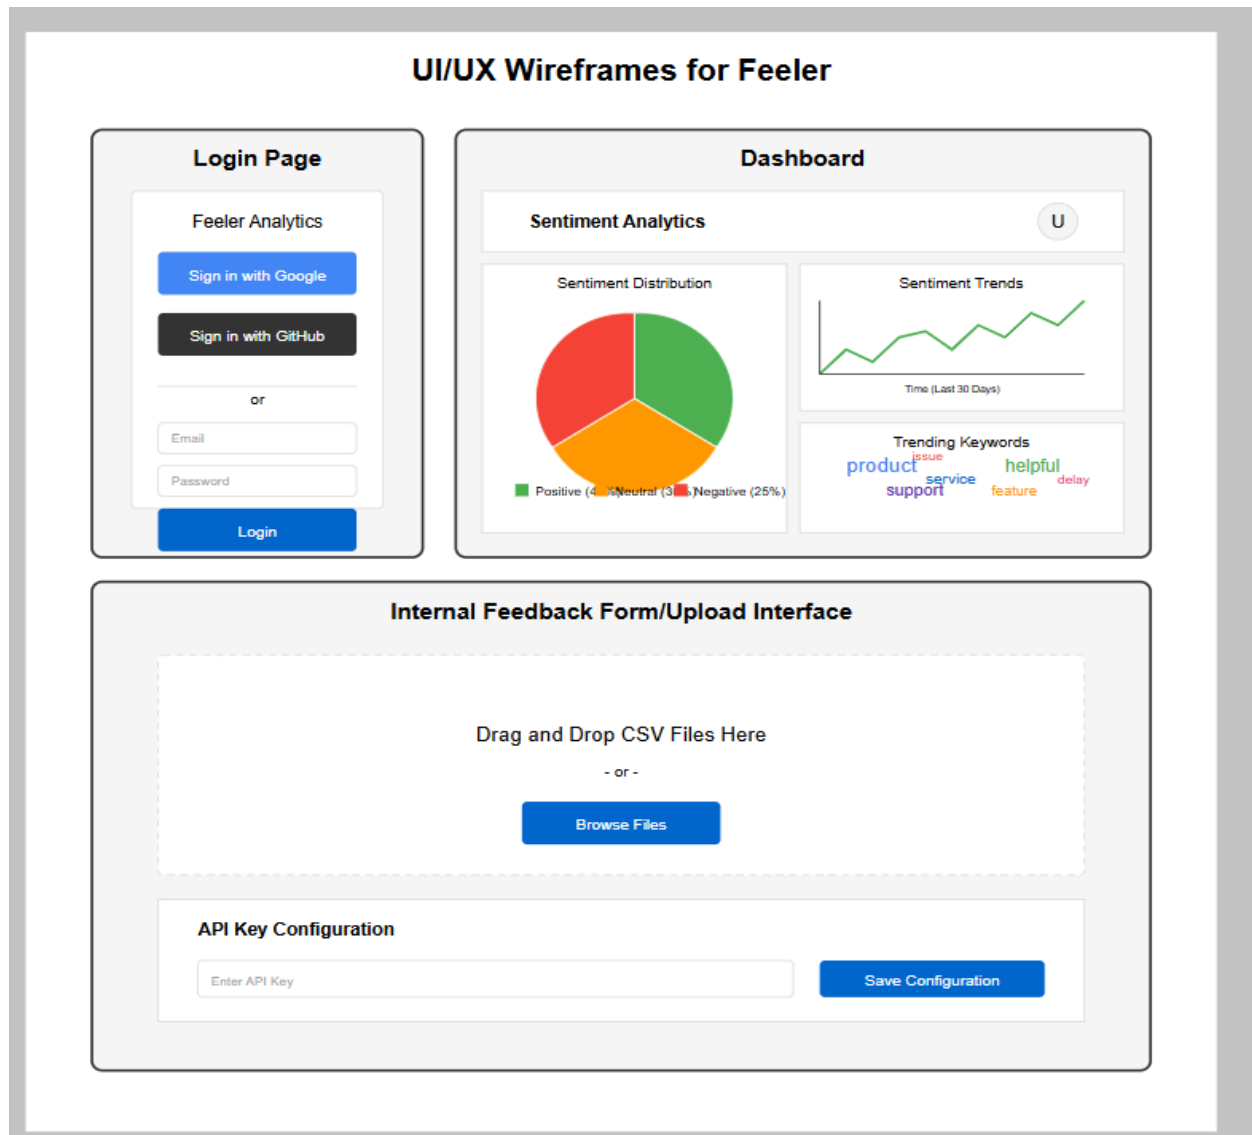 UI/UX Wireframes for Feeler
Login Page
Feeler Analytics
Sign in with Google
Sign in with GitHub
or
Email
Password
Login
Dashboard
Sentiment Analytics
U
Sentiment Distribution
Positive (4 %) Neutral (3 %) Negative (25%)
Sentiment Trends
Time (Last 30 Days)
Trending Keywords
issue
product helpful
service delay
support feature
Internal Feedback Form/Upload Interface
Drag and Drop CSV Files Here
- or -
Browse Files
API Key Configuration
Enter API Key
Save Configuration